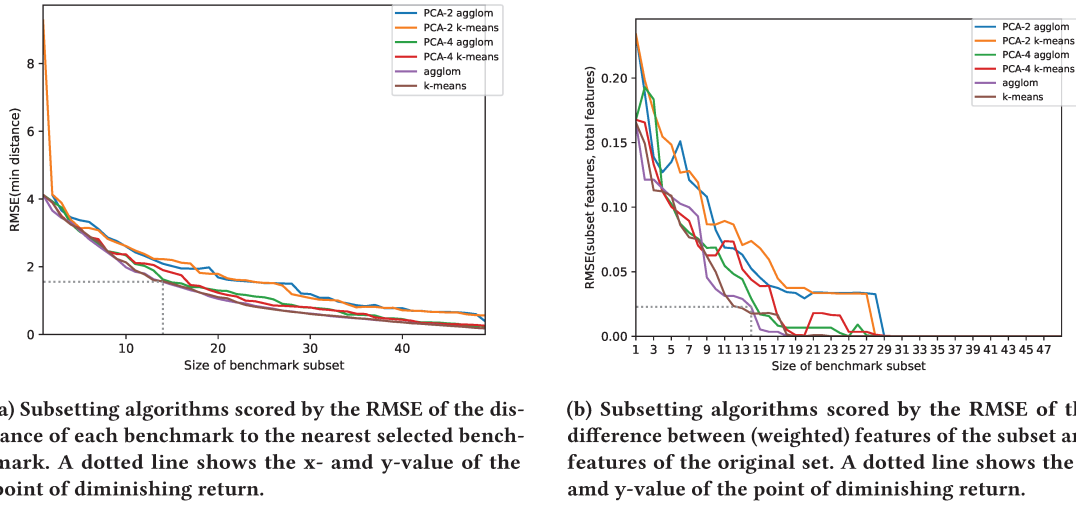 PCA-2 agglom
PCA-2 k-means
PCA-4 agglom
PCA-4 k-means
agglom
k-means
RMSE(min distance)
8
6
4
2
0
10
20
30
40
Size of benchmark subset
PCA-2 agglom
PCA-2 k-means
PCA-4 agglom
PCA-4 k-means
agglom
k-means
RMSE(subset features, total features)
0.20
0.15
0.10
0.05
0.00
1 3 5 7 9 11 13 15 17 19 21 23 25 27 29 31 33 35 37 39 41 43 45 47
Size of benchmark subset
a) Subsetting algorithms scored by the RMSE of the dis-
ance of each benchmark to the nearest selected bench-
mark. A dotted line shows the x- amd y-value of the
point of diminishing return.
(b) Subsetting algorithms scored by the RMSE of th
difference between (weighted) features of the subset an
features of the original set. A dotted line shows the
amd y-value of the point of diminishing return.